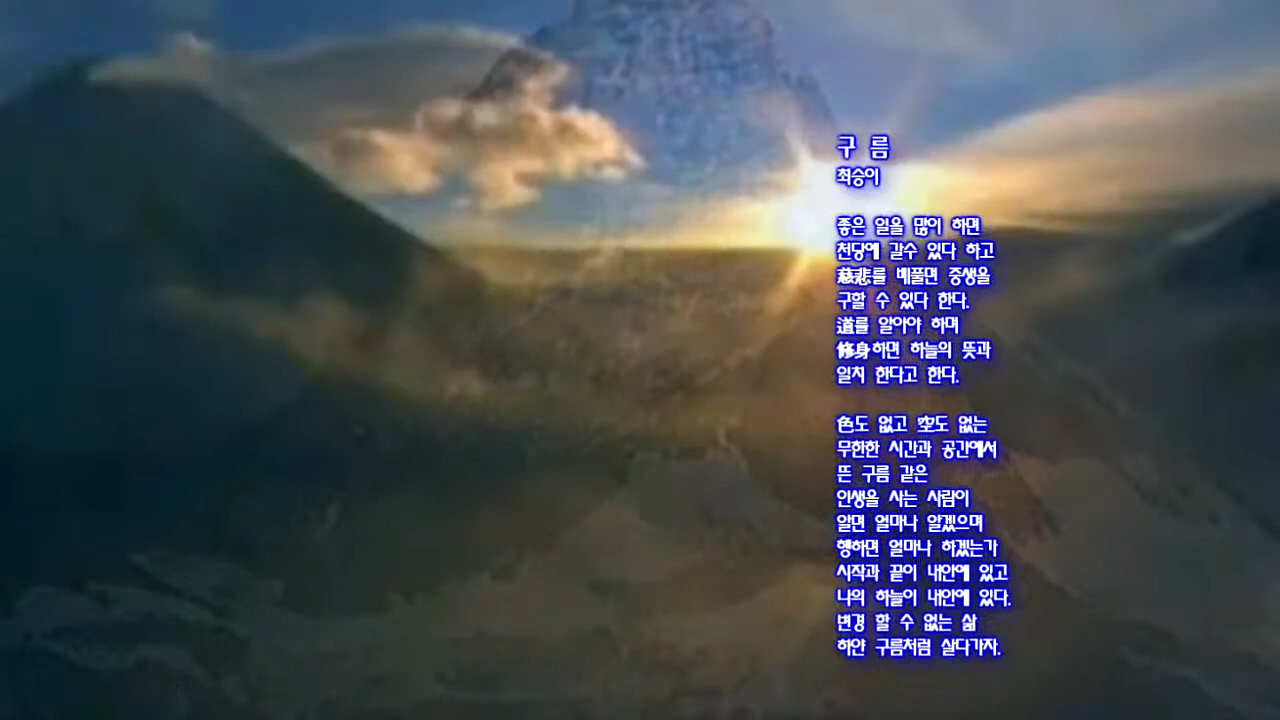 구 름
최승이
좋은 일을 많이 하면
천당에 갈수 있다 하고
慈悲를 베풀면 중생을
구할 수 있다 한다.
道를 알아야 하며
修身하면 하늘의 뜻과
일치 한다고 한다.
色도 없고 空도 없는
무한한 시간과 공간에서
뜬 구름 같은
인생을 사는 사람이
알면 얼마나 알겠으며
행하면 얼마나 하겠는가
시작과 끝이 내안에 있고
나의 하늘이 내안에 있다.
변경 할 수 없는 삶
하얀 구름처럼 살다가자.